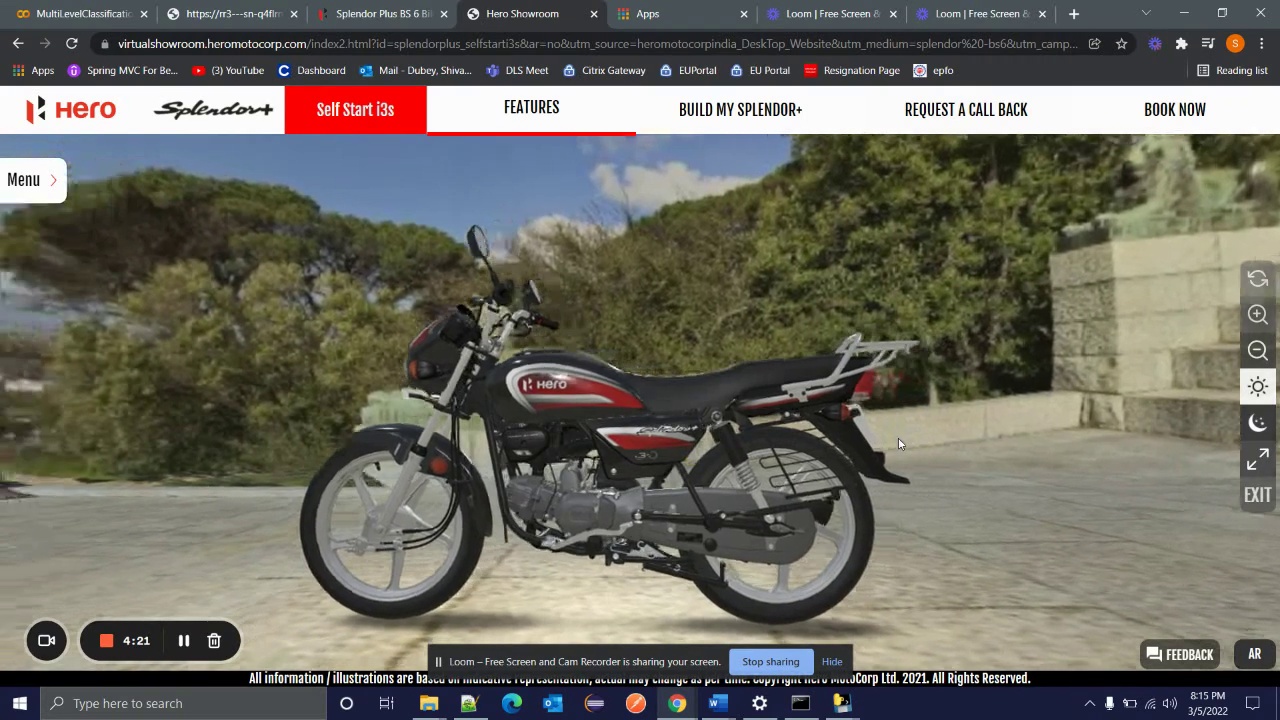 MultiLevelClassificatic
https://rr3---sn-q4flrn
Splendor Plus BS 6 Bik
Hero Showroom
Apps
Loom | Free Screen &
Loom | Free Screen &
virtualshowroom.heromotocorp.com/index2.html?id=splendorplus_selfstarti3s&at=no&utm_source=heromotocorpindia_DeskTop_Website&utm_medium=splendor%20-bs6&utm_camp...
S
Apps
Sprng MVC For Be...
(3) YouTube
Dashboard
Mail - Dubey, Shiva...
DLS Meet
Citrix Gateway
EUPortal
EU Portal
Resignation Page
epfo
Reading list
HERO
Splendor+
Self Start i3s
FEATURES
BUILD MY SPLENDOR+
REQUEST A CALL BACK
BOOK NOW
Menu
HERO
Splendor+
EXIT
4:21
Loom – Free Screen and Cam Recorder is sharing your screen.
Stop sharing
Hide
FEEDBACK
AR
All information / illustrations are based on indicative representation, actual may change as per time. Copyright Hero MotoCorp Ltd. 2021. All Rights Reserved.
Type here to search
8:15 PM
3/5/2022